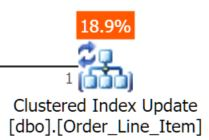 18.9%
1
Clustered Index Update
[dbo].[Order_Line_Item]